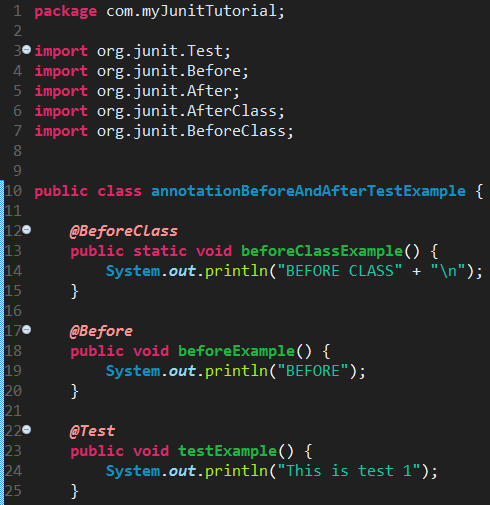 1 package com.myJunitTutorial;
2
3 import org.junit.Test;
4 import org.junit.Before;
5 import org.junit.After;
6 import org.junit.AfterClass;
7 import org.junit.BeforeClass;
8
9
10 public class annotationBeforeAndAfterTestExample {
11
12     @BeforeClass
13     public static void beforeClassExample() {
14         System.out.println("BEFORE CLASS" + "\n");
15     }
16
17     @Before
18     public void beforeExample() {
19         System.out.println("BEFORE");
20     }
21
22     @Test
23     public void testExample() {
24         System.out.println("This is test 1");
25     }